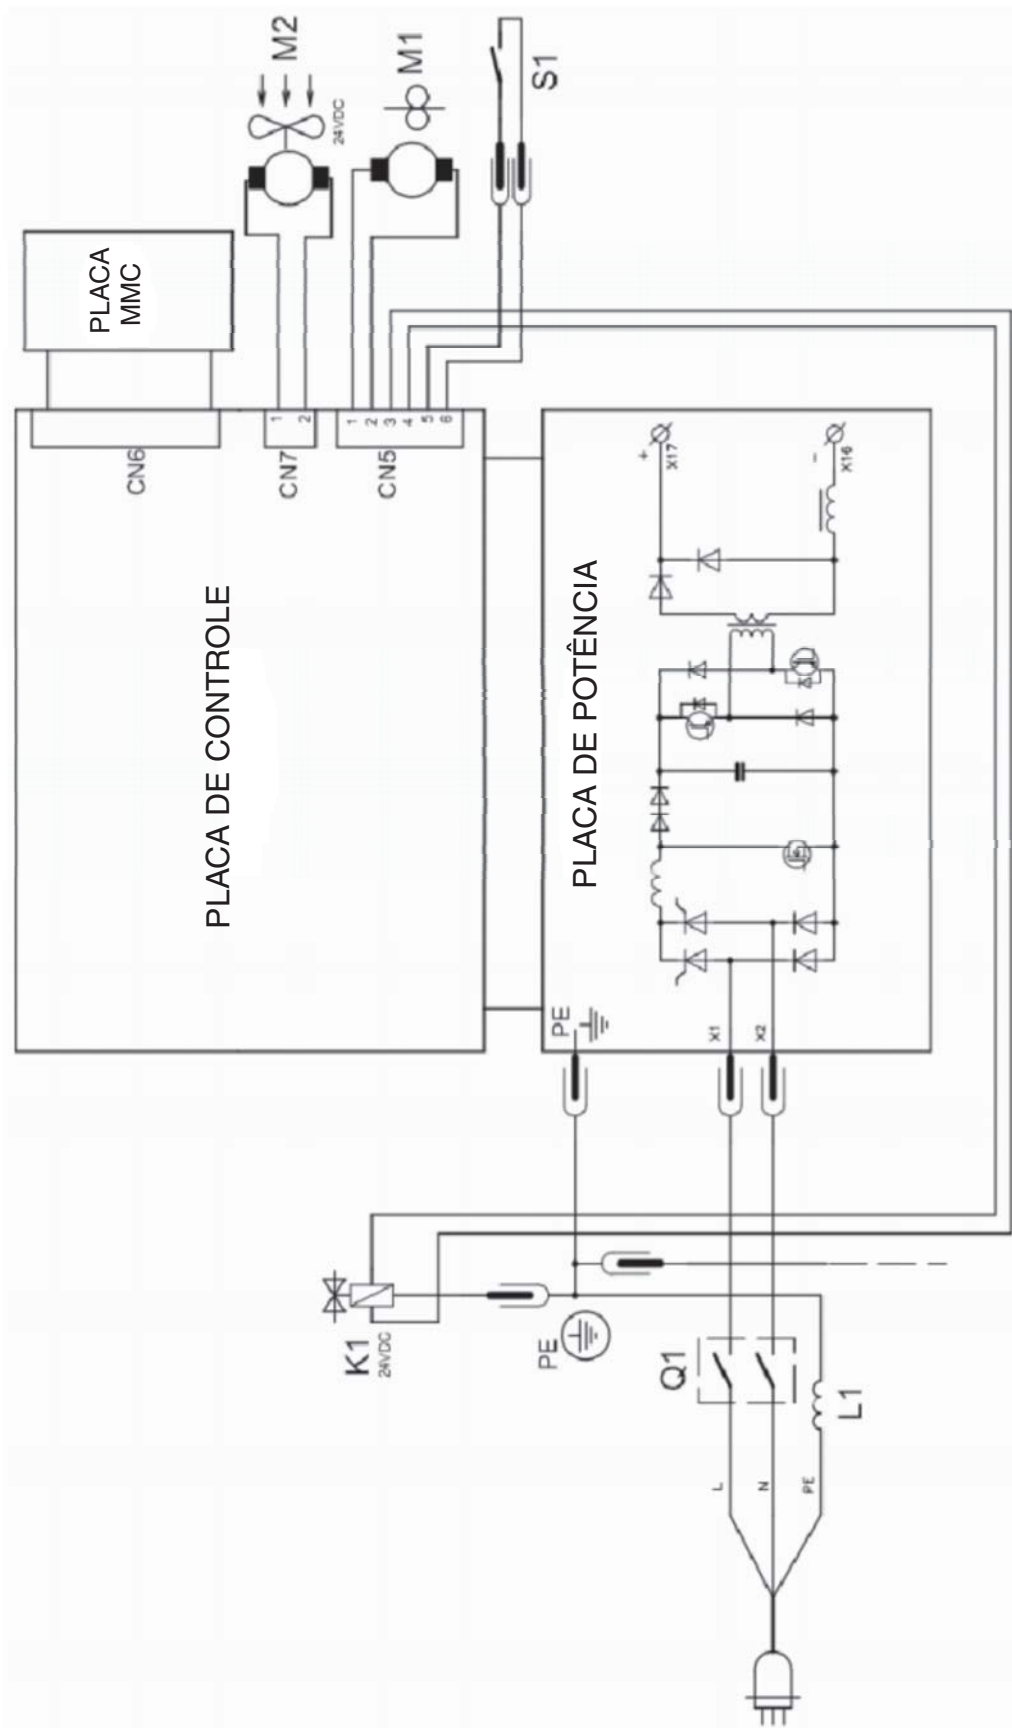 M2
24VDC
M1
S1
PLACA
MMC
CN6
CN7
1
2
CN5
1
2
3
4
5
6
PLACA DE CONTROLE
PLACA DE POTÊNCIA
+
X17
-
X16
PE
X1
X2
K1
24VDC
PE
Q1
L1
L
N
PE